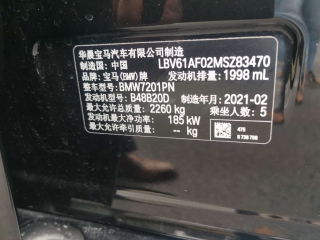 华晨宝马汽车有限公司制造
制造国：中国 LBV61AF02MSZ83470
品牌：宝马(BMW)牌 发动机排量：1998 mL
整车型号：BMW7201PN
发动机型号：B48B20D 制造年月：2021-02
最大允许总质量：2260 kg 乘坐人数：5
发动机最大净功率：185 kW
最大允许牵引质量：-- kg
475